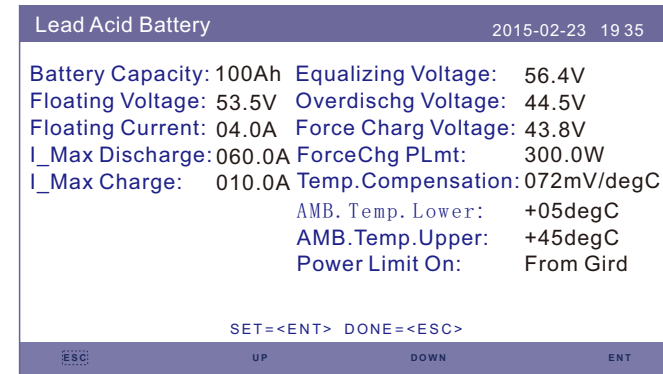 Lead Acid Battery 2015-02-23 19 35
Battery Capacity: 100Ah Equalizing Voltage: 56.4V
Floating Voltage: 53.5V Overdischg Voltage: 44.5V
Floating Current: 04.0A Force Charg Voltage: 43.8V
I_Max Discharge: 060.0A ForceChg PLmt: 300.0W
I_Max Charge: 010.0A Temp.Compensation: 072mV/degC
AMB. Temp. Lower: +05degC
AMB.Temp.Upper: +45degC
Power Limit On: From Gird
SET=<ENT> DONE=<ESC>
ESC UP DOWN ENT